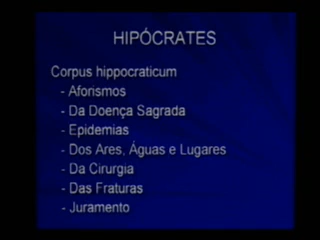 HIPÓCRATES
Corpus hippocraticum
- Aforismos
- Da Doença Sagrada
- Epidemias
- Dos Ares, Águas e Lugares
- Da Cirurgia
- Das Fraturas
- Juramento